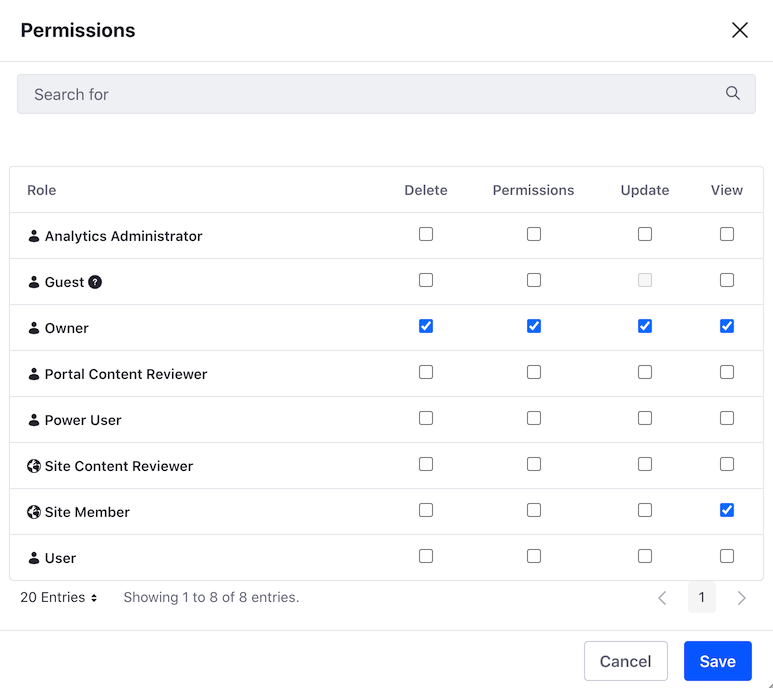 Permissions
Search for
Role Delete Permissions Update View
Analytics Administrator
Guest ?
Owner
Portal Content Reviewer
Power User
Site Content Reviewer
Site Member
User
20 Entries Showing 1 to 8 of 8 entries. 1
Cancel Save